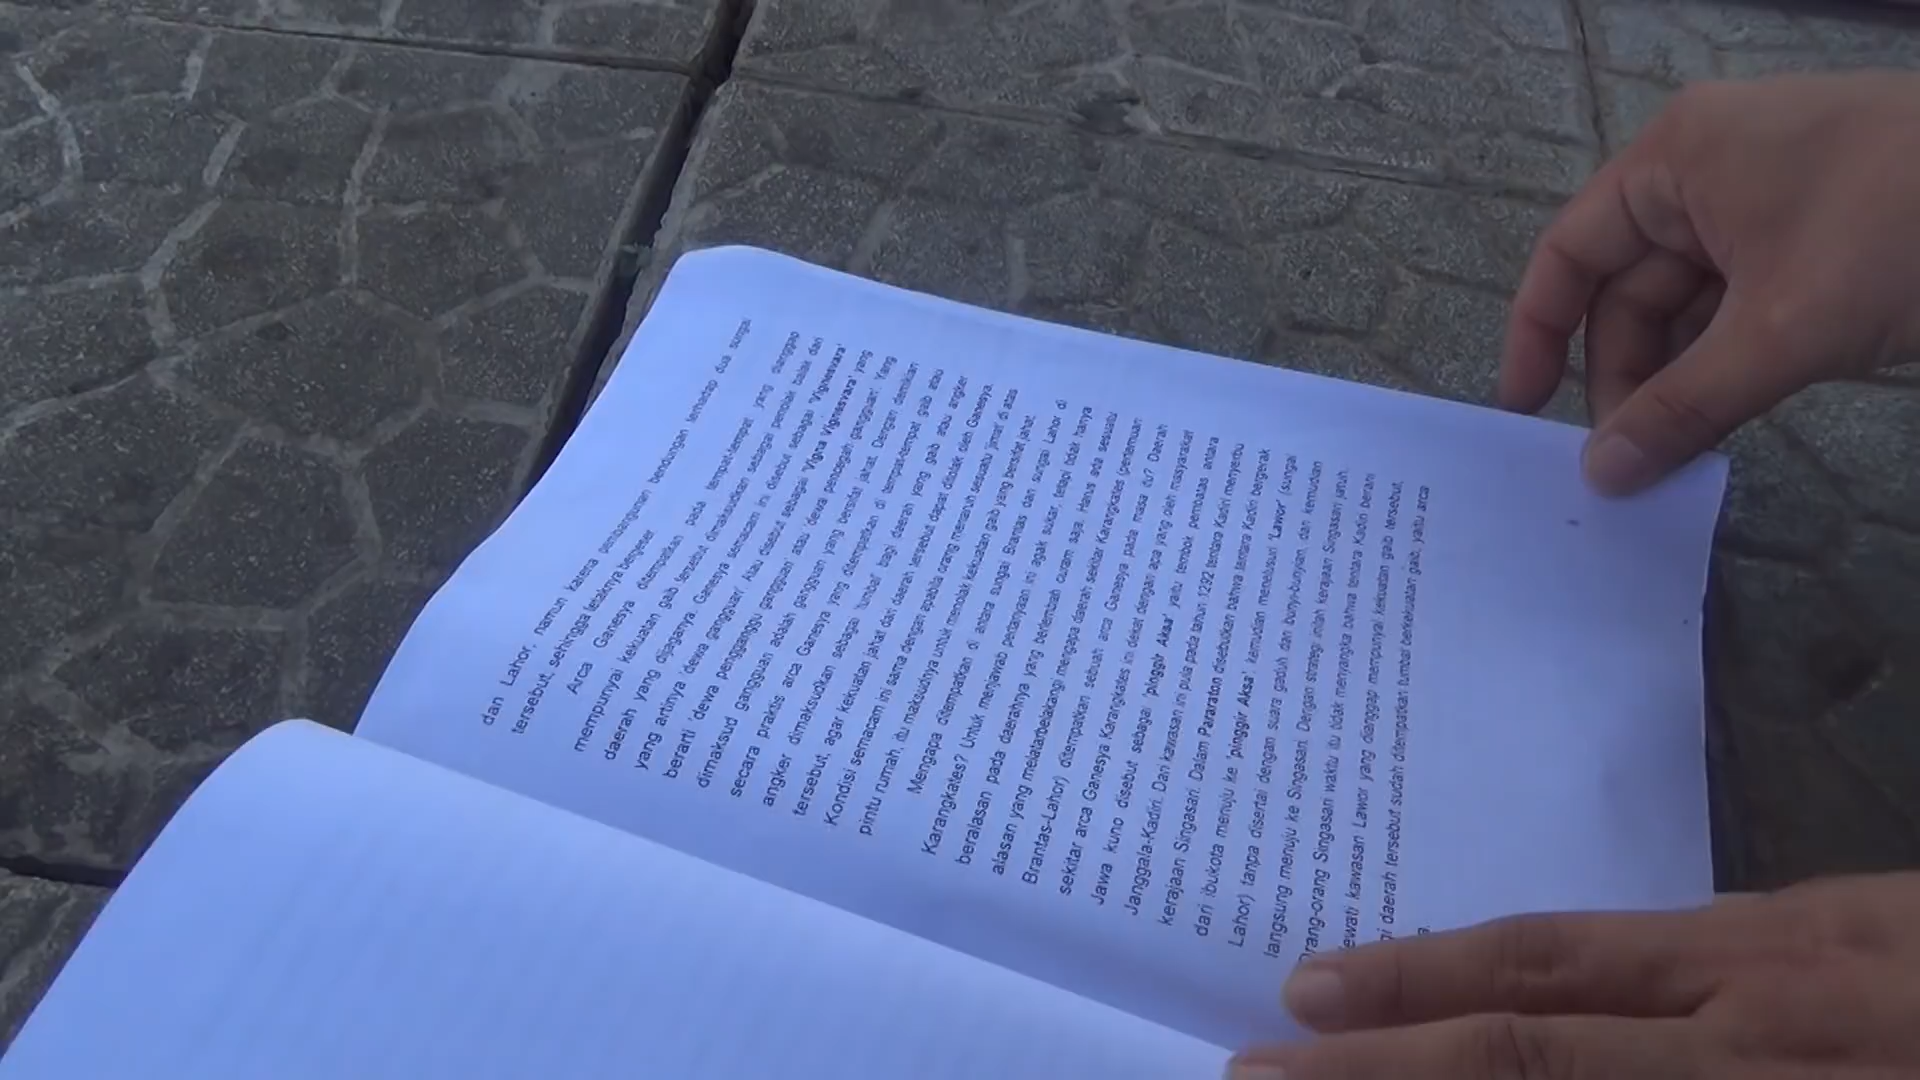 dan Lahor, namun karena pembangunan bendungan terhadap dua sungai
tersebut, sehingga letaknya bergeser
Arca Ganesya ditempatkan pada tempat-tempat yang dianggap
mempunyai kekuatan gaib tersebut dimaksudkan sebagai penolak balak dari
daerah yang dijaganya. Ganesya semacam ini disebut sebagai 'Vignesvara'
yang artinya 'dewa gangguan'. Atau disebut sebagai 'Vigna Vignesvara' yang
berarti 'dewa pengganggu gangguan' atau 'dewa pencegah gangguan'. Yang
dimaksud gangguan adalah gangguan yang bersifat jahat. Dengan demikian
secara praktis arca Ganesya yang ditempatkan di tempat-tempat gaib atau
angker dimaksudkan sebagai 'tumbal' bagi daerah yang gaib atau angker
tersebut, agar kekuatan jahat dari daerah tersebut dapat ditolak oleh Ganesya.
Kondisi semacam ini sama dengan apabila orang menaruh sesuatu jimat di atas
pintu rumah, itu maksudnya untuk menolak kekuatan gaib yang bersifat jahat.
Mengapa ditempatkan di antara sungai Brantas dan sungai Lahor di
Karangkates? Untuk menjawab pertanyaan ini agak sukar, tetapi tidak hanya
beralasan pada daerahnya yang berlembah curam saja. Harus ada sesuatu
alasan yang melatarbelakangi mengapa daerah sekitar Karangkates (pertemuan
Brantas-Lahor) ditempatkan sebuah arca Ganesya pada masa itu? Daerah
sekitar arca Ganesya Karangkates ini dekat dengan apa yang oleh masyarakat
Jawa kuno disebut sebagai 'pinggir Aksa' yaitu tembok pembatas antara
Janggala-Kadiri. Dan kawasan ini pula pada tahun 1292 tentara Kadiri menyerbu
kerajaan Singasari. Dalam Pararaton disebutkan bahwa tentara Kadiri bergerak
dari ibukota menuju ke 'pinggir Aksa' kemudian menelusuri 'Lawor' (sungai
Lahor) tanpa disertai dengan suara gaduh dan bunyi-bunyian, dan kemudian
langsung menuju ke Singasari. Dengan strategi inilah kerajaan Singasari jatuh.
Orang-orang Singasari waktu itu tidak menyangka bahwa tentara Kadiri berani
ewati kawasan Lawor yang dianggap mempunyai kekuatan gaib tersebut,
gi daerah tersebut sudah ditempatkan tumbal berkekuatan gaib, yaitu arca
a.